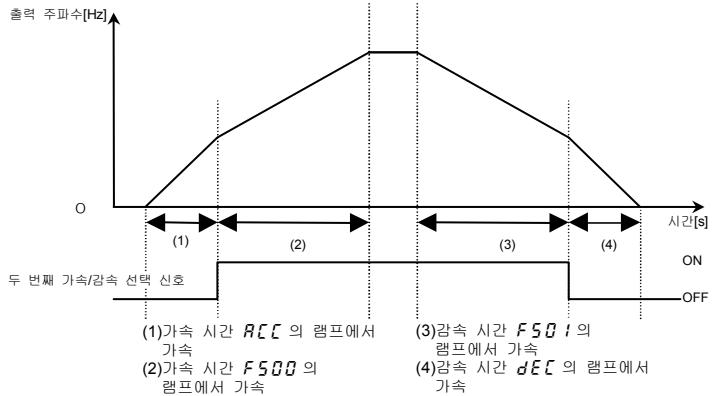 출력 주파수[Hz]
O
시간[s]
(1)
(2)
(3)
(4)
두 번째 가속/감속 선택 신호
ON
OFF
(1)가속 시간 ACC 의 램프에서
가속
(2)가속 시간 F500 의
램프에서 가속
(3)감속 시간 F501 의
램프에서 가속
(4)감속 시간 dEC 의 램프에서
가속